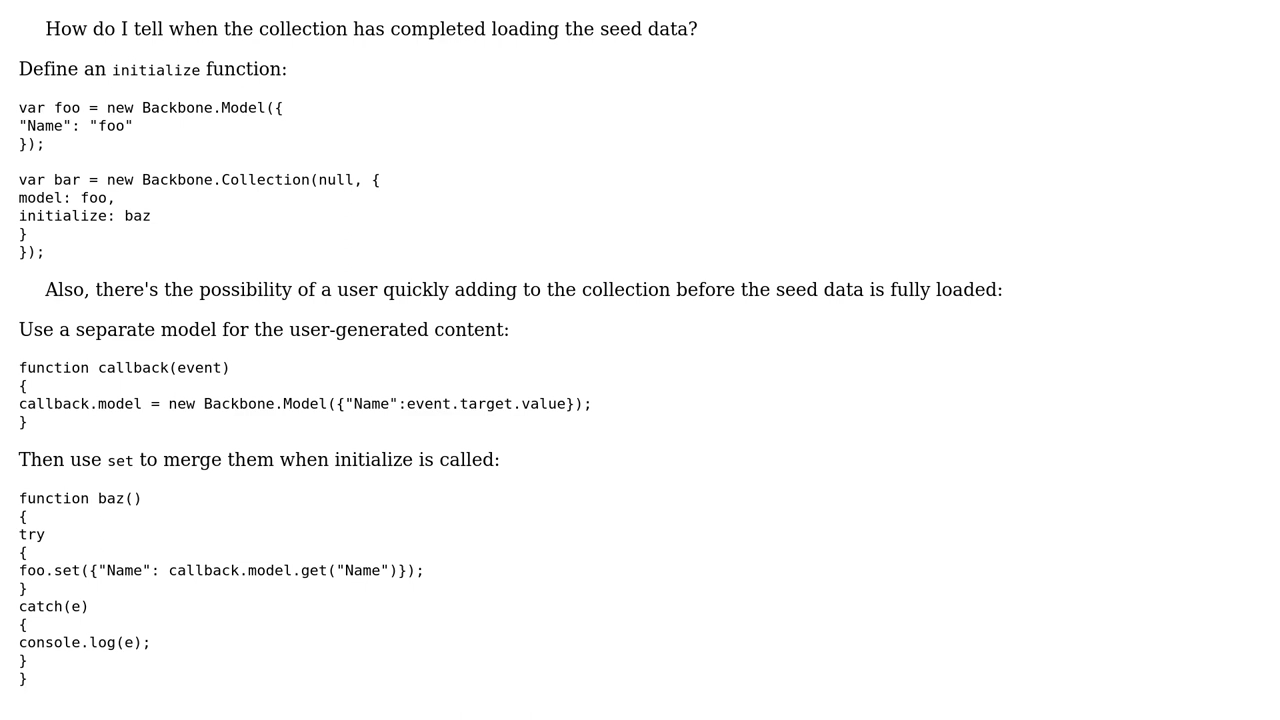 How do I tell when the collection has completed loading the seed data?
Define an initialize function:
var foo = new Backbone.Model({
"Name": "foo"
});
var bar = new Backbone.Collection(null, {
model: foo,
initialize: baz
}
});
Also, there's the possibility of a user quickly adding to the collection before the seed data is fully loaded:
Use a separate model for the user-generated content:
function callback(event)
{
callback.model = new Backbone.Model({"Name":event.target.value});
}
Then use set to merge them when initialize is called:
function baz()
{
try
{
foo.set({"Name": callback.model.get("Name")});
}
catch(e)
{
console.log(e);
}
}